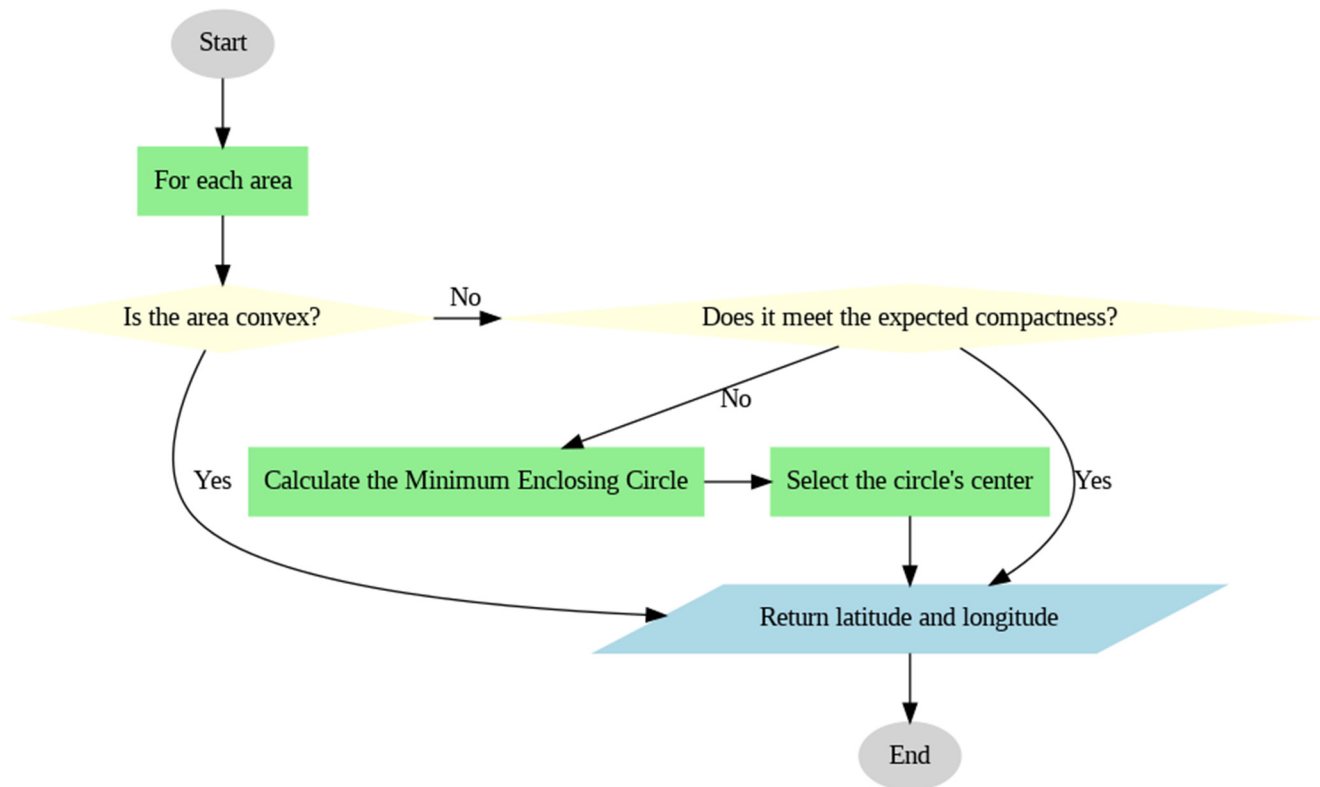 Start
For each area
Is the area convex?
No
Does it meet the expected compactness?
No
Yes
Calculate the Minimum Enclosing Circle
Select the circle's center
Yes
Return latitude and longitude
End